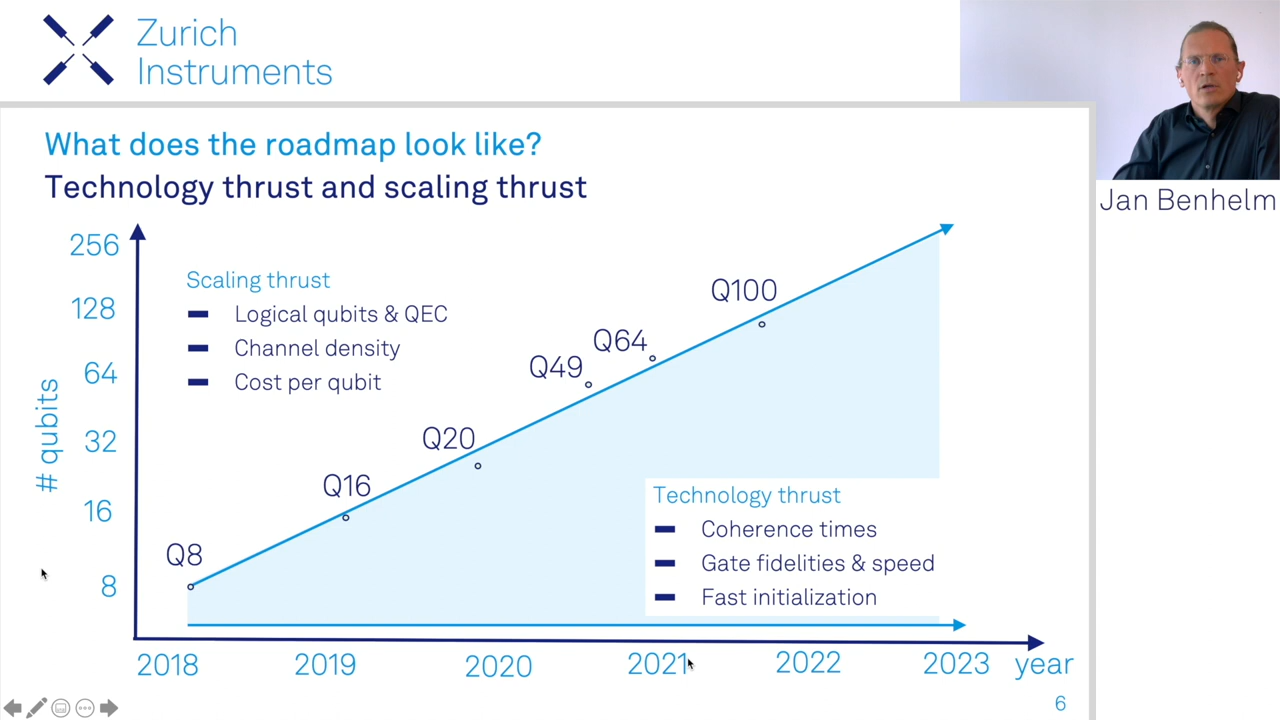 Zurich
Instruments
What does the roadmap look like?
Technology thrust and scaling thrust
Jan Benhelm
256
128
64
32
16
8
# qubits
Scaling thrust
Logical qubits & QEC
Channel density
Cost per qubit
Q8
Q16
Q20
Q49
Q64
Q100
Technology thrust
Coherence times
Gate fidelities & speed
Fast initialization
2018 2019 2020 2021 2022 2023 year
6